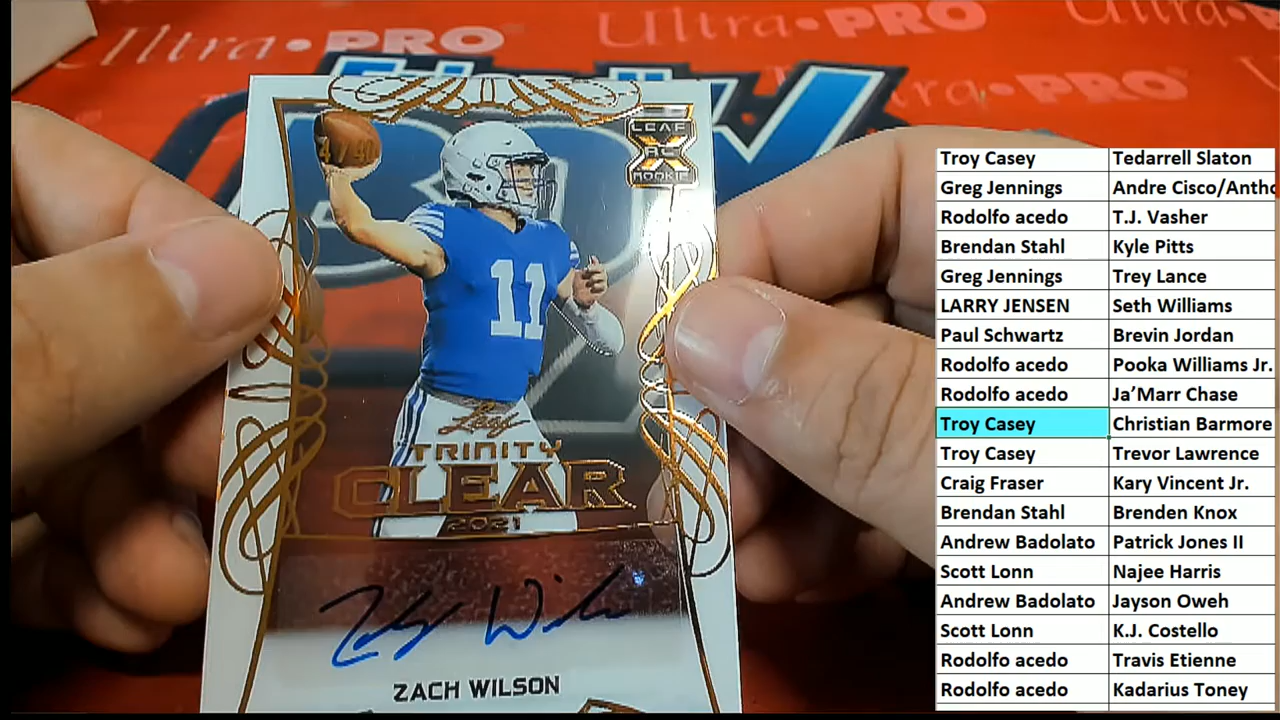 Ultra•PRO
Ultra•PRO
Ultra•PRO
LEAF
RC
X
ROOKIE
11
Leaf
TRINITY
CLEAR
2021
ZACH WILSON
Troy Casey Tedarrell Slaton
Greg Jennings Andre Cisco/Antho
Rodolfo acedo T.J. Vasher
Brendan Stahl Kyle Pitts
Greg Jennings Trey Lance
LARRY JENSEN Seth Williams
Paul Schwartz Brevin Jordan
Rodolfo acedo Pooka Williams Jr.
Rodolfo acedo Ja’Marr Chase
Troy Casey Christian Barmore
Troy Casey Trevor Lawrence
Craig Fraser Kary Vincent Jr.
Brendan Stahl Brenden Knox
Andrew Badolato Patrick Jones II
Scott Lonn Najee Harris
Andrew Badolato Jayson Oweh
Scott Lonn K.J. Costello
Rodolfo acedo Travis Etienne
Rodolfo acedo Kadarius Toney